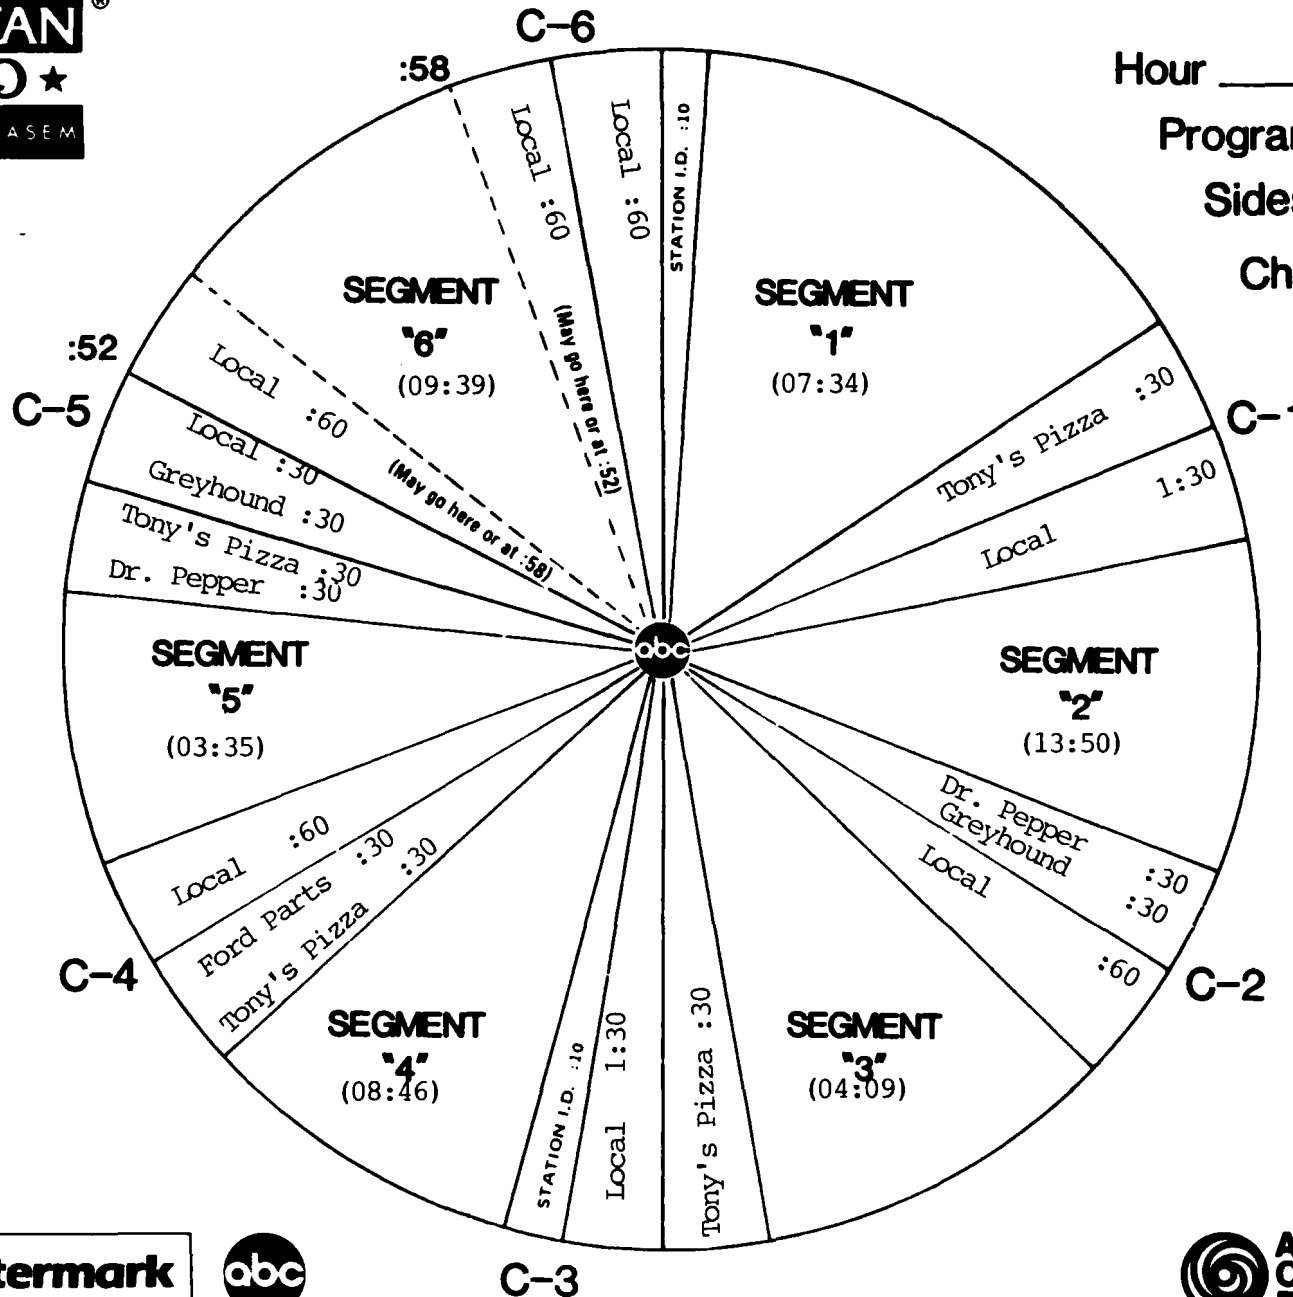 C-6
:58
Hour
:52
C-5
Local :60
Local :60
STATION I.D. :10
SEGMENT
"1"
(07:34)
Tony's Pizza :30
Local 1:30
SEGMENT
"2"
(13:50)
Dr. Pepper :30
Greyhound :30
Local :60
C-2
SEGMENT
"3"
(04:09)
Tony's Pizza :30
Local 1:30
STATION I.D. :10
C-3
SEGMENT
"4"
(08:46)
Tony's Pizza :30
Ford Parts :30
Local :60
C-4
SEGMENT
"5"
(03:35)
Dr. Pepper :30
Tony's Pizza :30
Greyhound :30
Local :30
Local :60
(May go here or at :58)
SEGMENT
"6"
(09:39)
(May go here or at :52)
abc
abc
ASEM